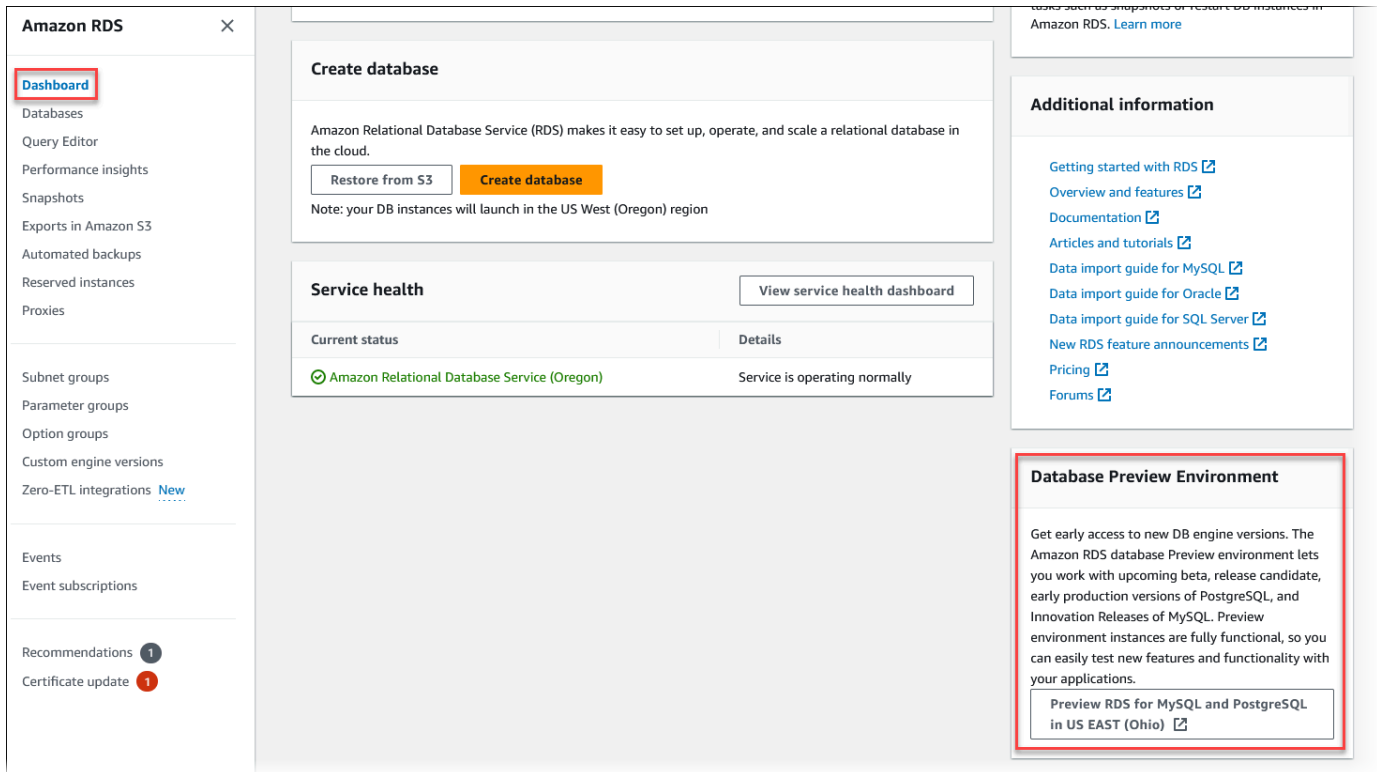 Amazon RDS
Dashboard
Databases
Query Editor
Performance insights
Snapshots
Exports in Amazon S3
Automated backups
Reserved instances
Proxies
Subnet groups
Parameter groups
Option groups
Custom engine versions
Zero-ETL integrations New
Events
Event subscriptions
Recommendations 1
Certificate update 1
Create database
Amazon Relational Database Service (RDS) makes it easy to set up, operate, and scale a relational database in
the cloud.
Restore from S3 Create database
Note: your DB instances will launch in the US West (Oregon) region
Service health View service health dashboard
Current status Details
Amazon Relational Database Service (Oregon) Service is operating normally
tasks such as snapshots or restart DB instances in
Amazon RDS. Learn more
Additional information
Getting started with RDS
Overview and features
Documentation
Articles and tutorials
Data import guide for MySQL
Data import guide for Oracle
Data import guide for SQL Server
New RDS feature announcements
Pricing
Forums
Database Preview Environment
Get early access to new DB engine versions. The
Amazon RDS database Preview environment lets
you work with upcoming beta, release candidate,
early production versions of PostgreSQL, and
Innovation Releases of MySQL. Preview
environment instances are fully functional, so you
can easily test new features and functionality with
your applications.
Preview RDS for MySQL and PostgreSQL
in US EAST (Ohio)